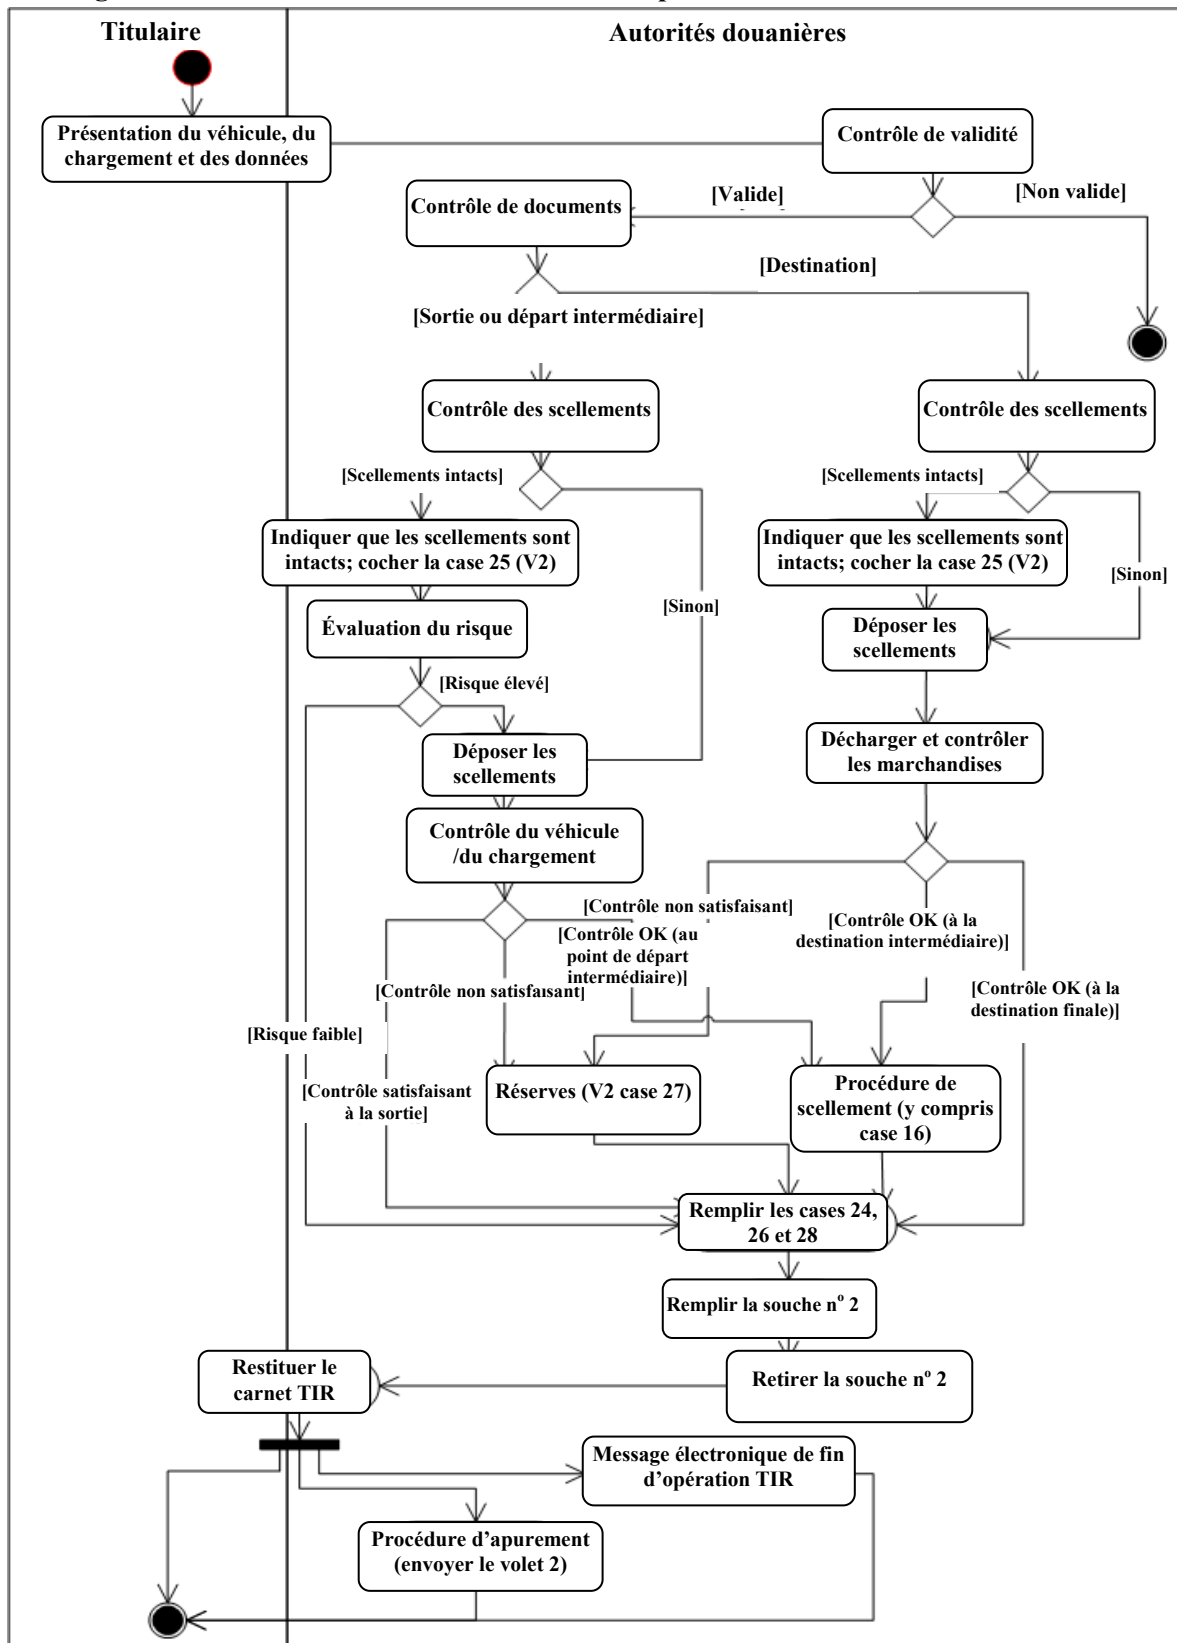 Titulaire
Autorités douanières
Présentation du véhicule, du
chargement et des données
Contrôle de validité
[Valide]
[Non valide]
Contrôle de documents
[Destination]
[Sortie ou départ intermédiaire]
Contrôle des scellements
Contrôle des scellements
[Scellements intacts]
[Scellements intacts]
Indiquer que les scellements sont
intacts; cocher la case 25 (V2)
Indiquer que les scellements sont
intacts; cocher la case 25 (V2)
[Sinon]
[Sinon]
Évaluation du risque
Déposer les
scellements
[Risque élevé]
Déposer les
scellements
Décharger et contrôler
les marchandises
Contrôle du véhicule
/du chargement
[Contrôle non satisfaisant]
[Contrôle OK (à la
destination intermédiaire)]
[Contrôle OK (au
point de départ
intermédiaire)]
[Contrôle non satisfaisant]
[Contrôle OK (à la
destination finale)]
[Risque faible]
[Contrôle satisfaisant
à la sortie]
Réserves (V2 case 27)
Procédure de
scellement (y compris
case 16)
Remplir les cases 24,
26 et 28
Remplir la souche nº 2
Restituer le
carnet TIR
Retirer la souche nº 2
Message électronique de fin
d’opération TIR
Procédure d’apurement
(envoyer le volet 2)